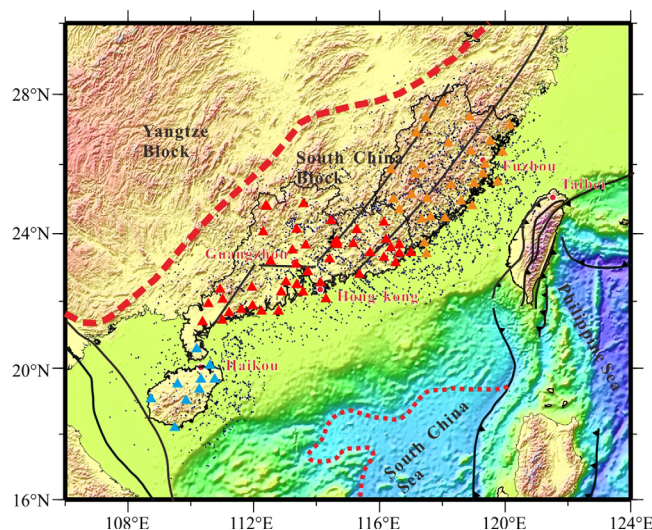 28°N
24°N
20°N
16°N
Yangtze
Block
South China
Block
Fuzhou
Taibei
Guangzhou
Hong kong
Haikou
Philippine Sea
South China
Sea
108°E
112°E
116°E
120°E
124°E